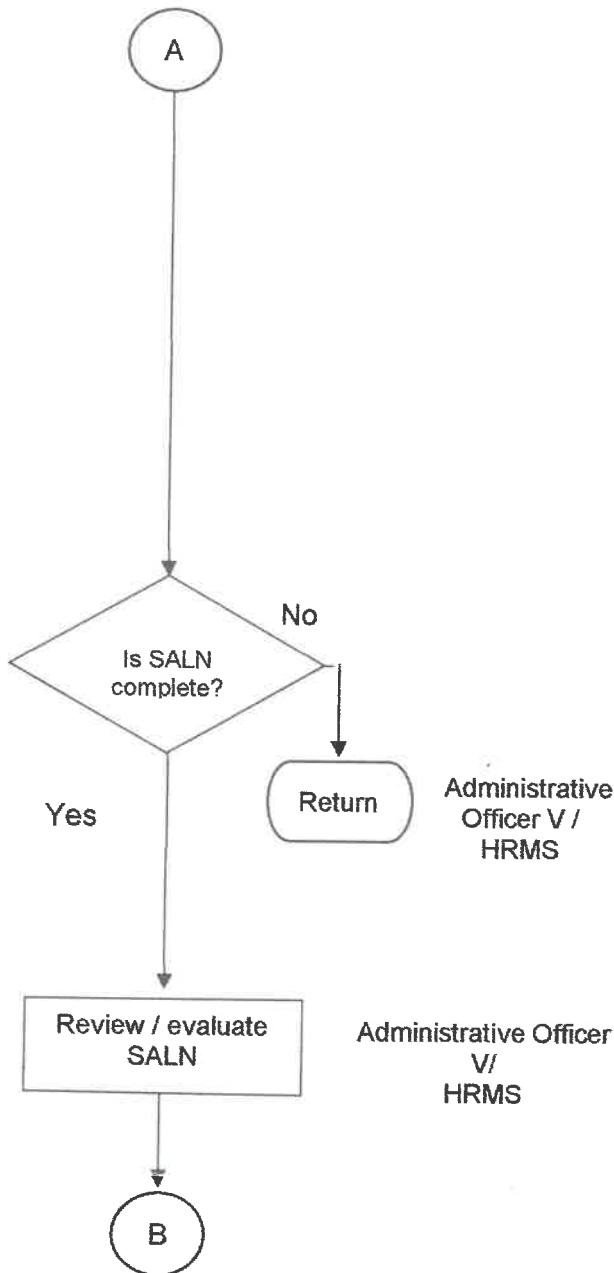 A
No
Is SALN
complete?
Yes
Return
Administrative
Officer V /
HRMS
Review / evaluate
SALN
Administrative Officer
V/
HRMS
B